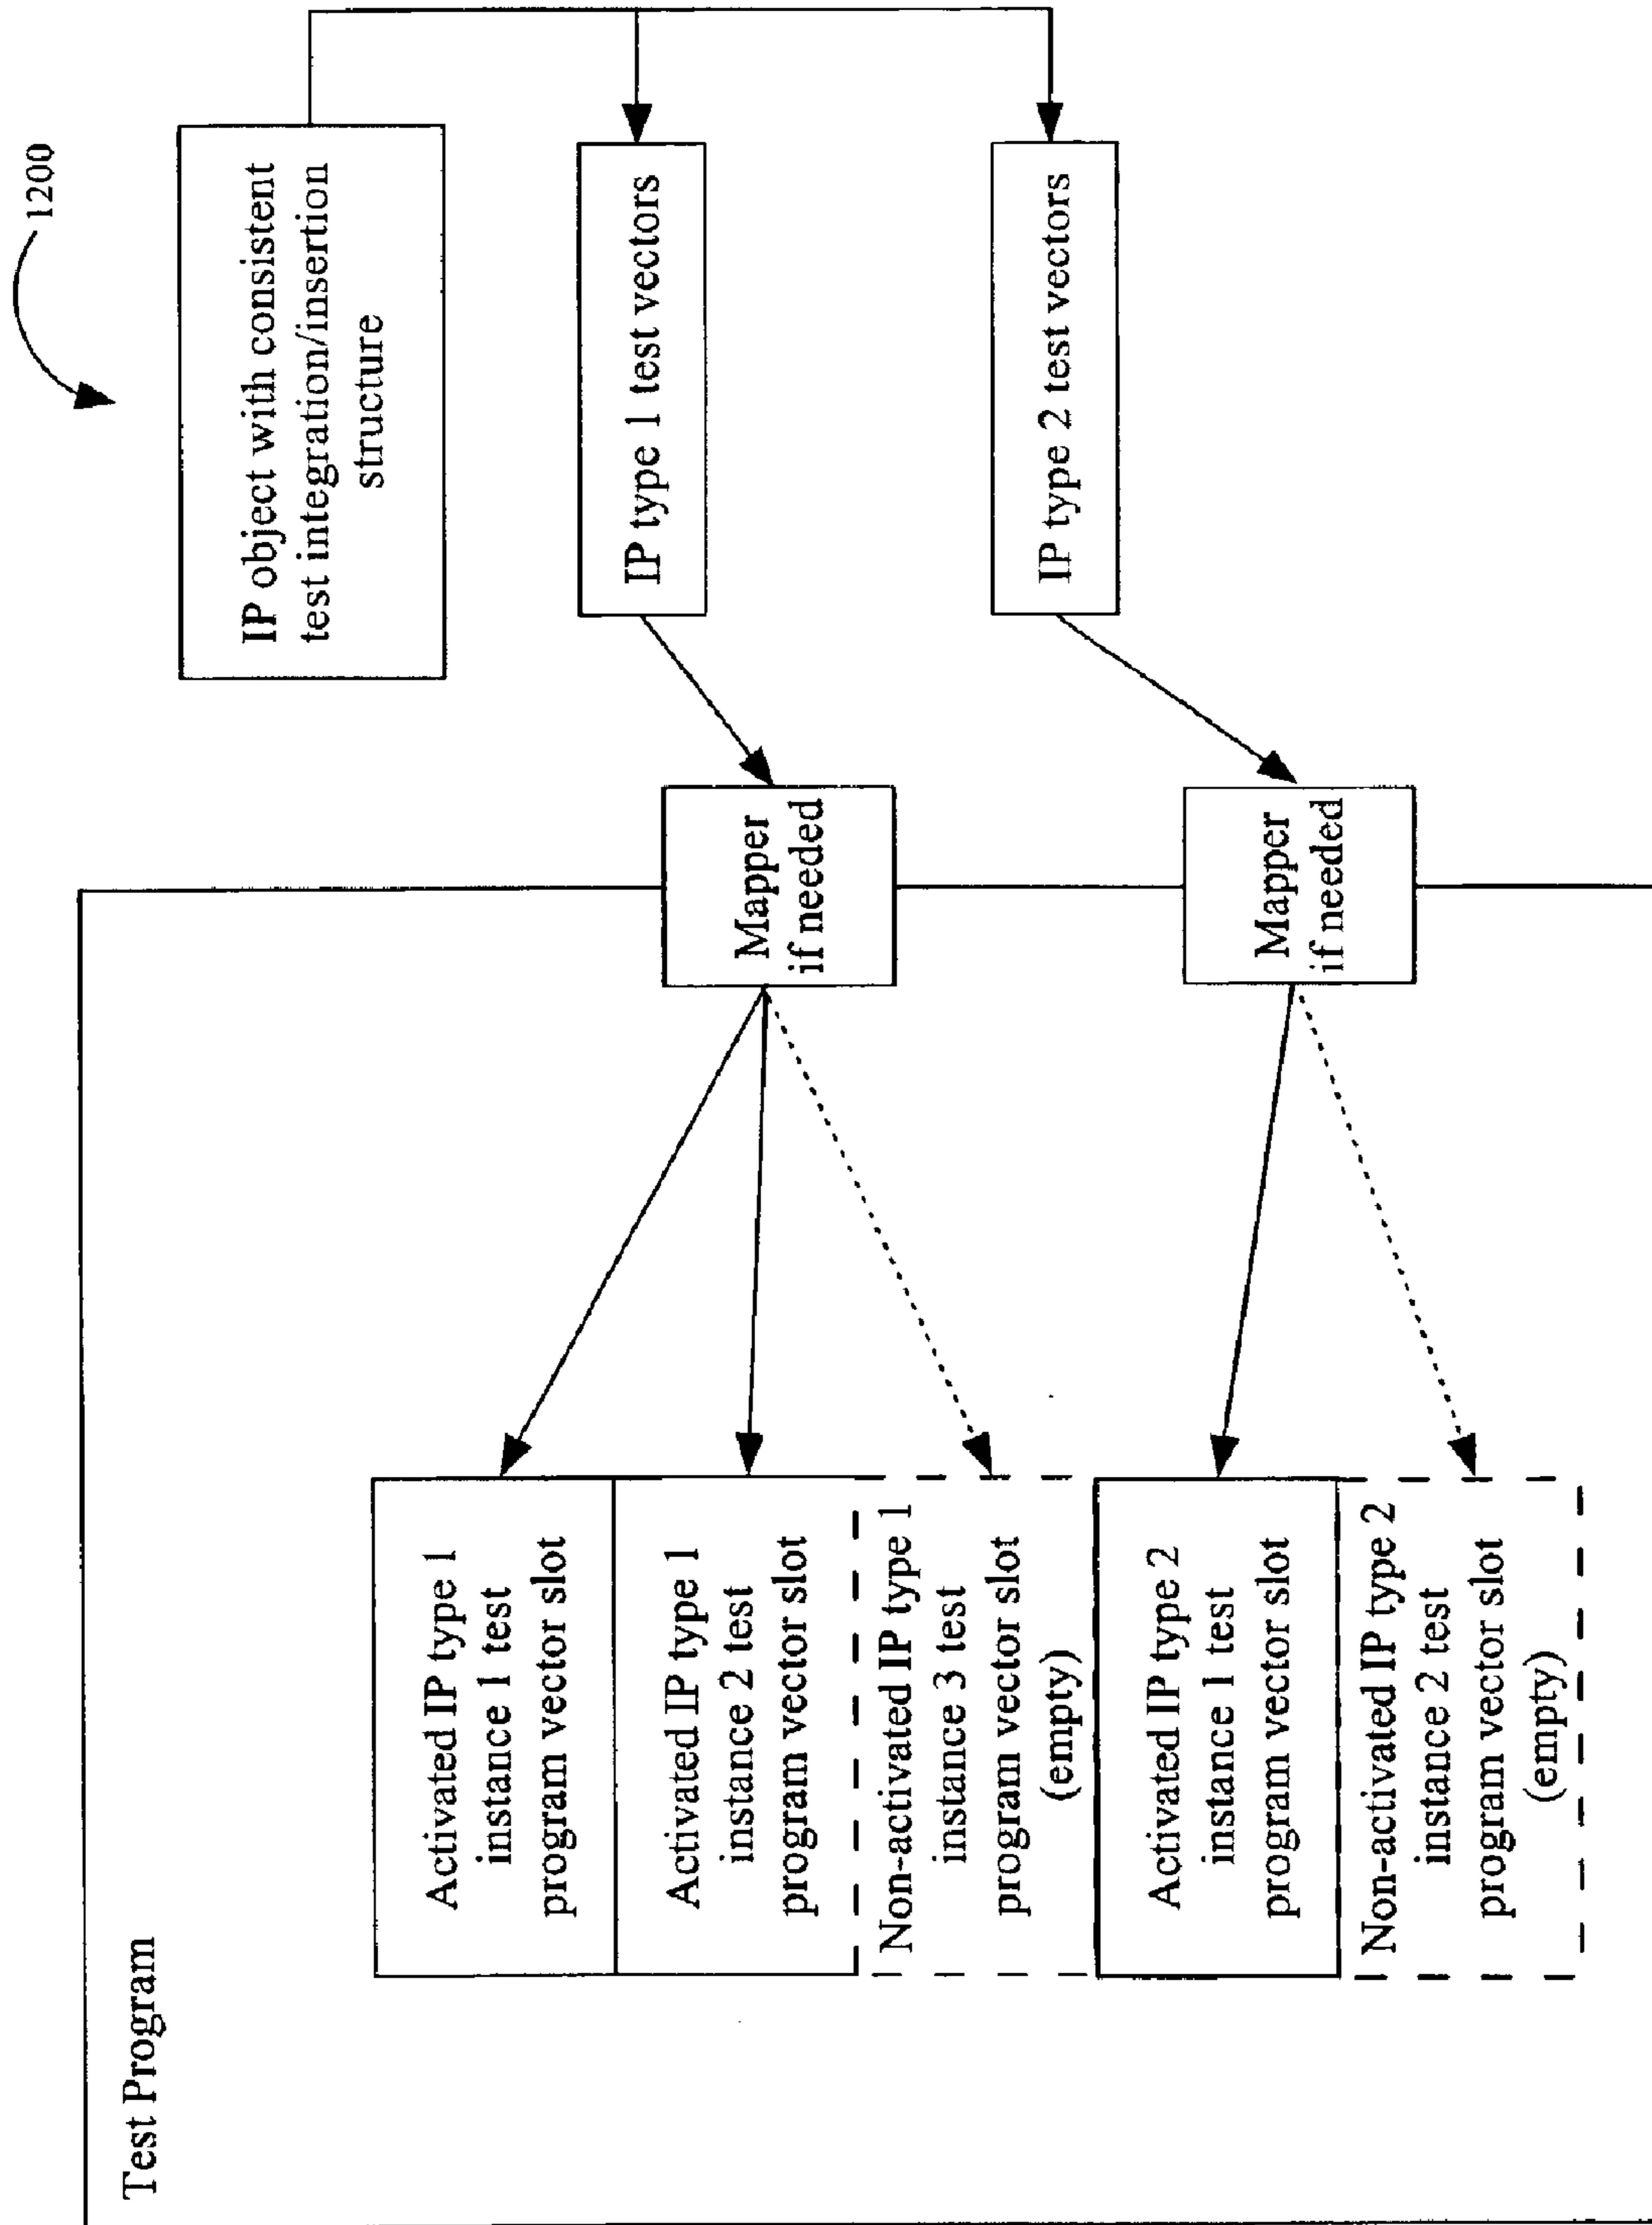 1200
IP object with consistent
test integration/insertion
structure
IP type 1 test vectors
IP type 2 test vectors
Mapper
if needed
Mapper
if needed
Test Program
Activated IP type 1
instance 1 test
program vector slot
Activated IP type 1
instance 2 test
program vector slot
Non-activated IP type 1
instance 3 test
program vector slot
(empty)
Activated IP type 2
instance 1 test
program vector slot
Non-activated IP type 2
instance 2 test
program vector slot
(empty)